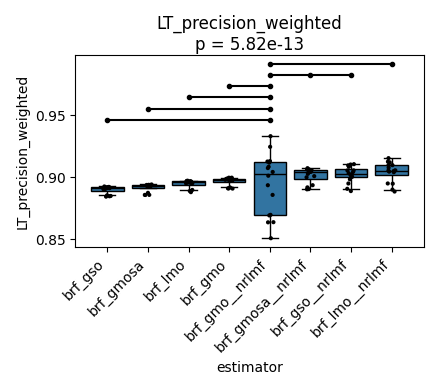 LT_precision_weighted
p = 5.82e-13
LT_precision_weighted
0.95
0.90
0.85
brf_gso
brf_gmosa
brf_lmo
brf_gmo
brf_gmo__nrlmf
brf_gmosa__nrlmf
brf_gso__nrlmf
brf_lmo__nrlmf
estimator